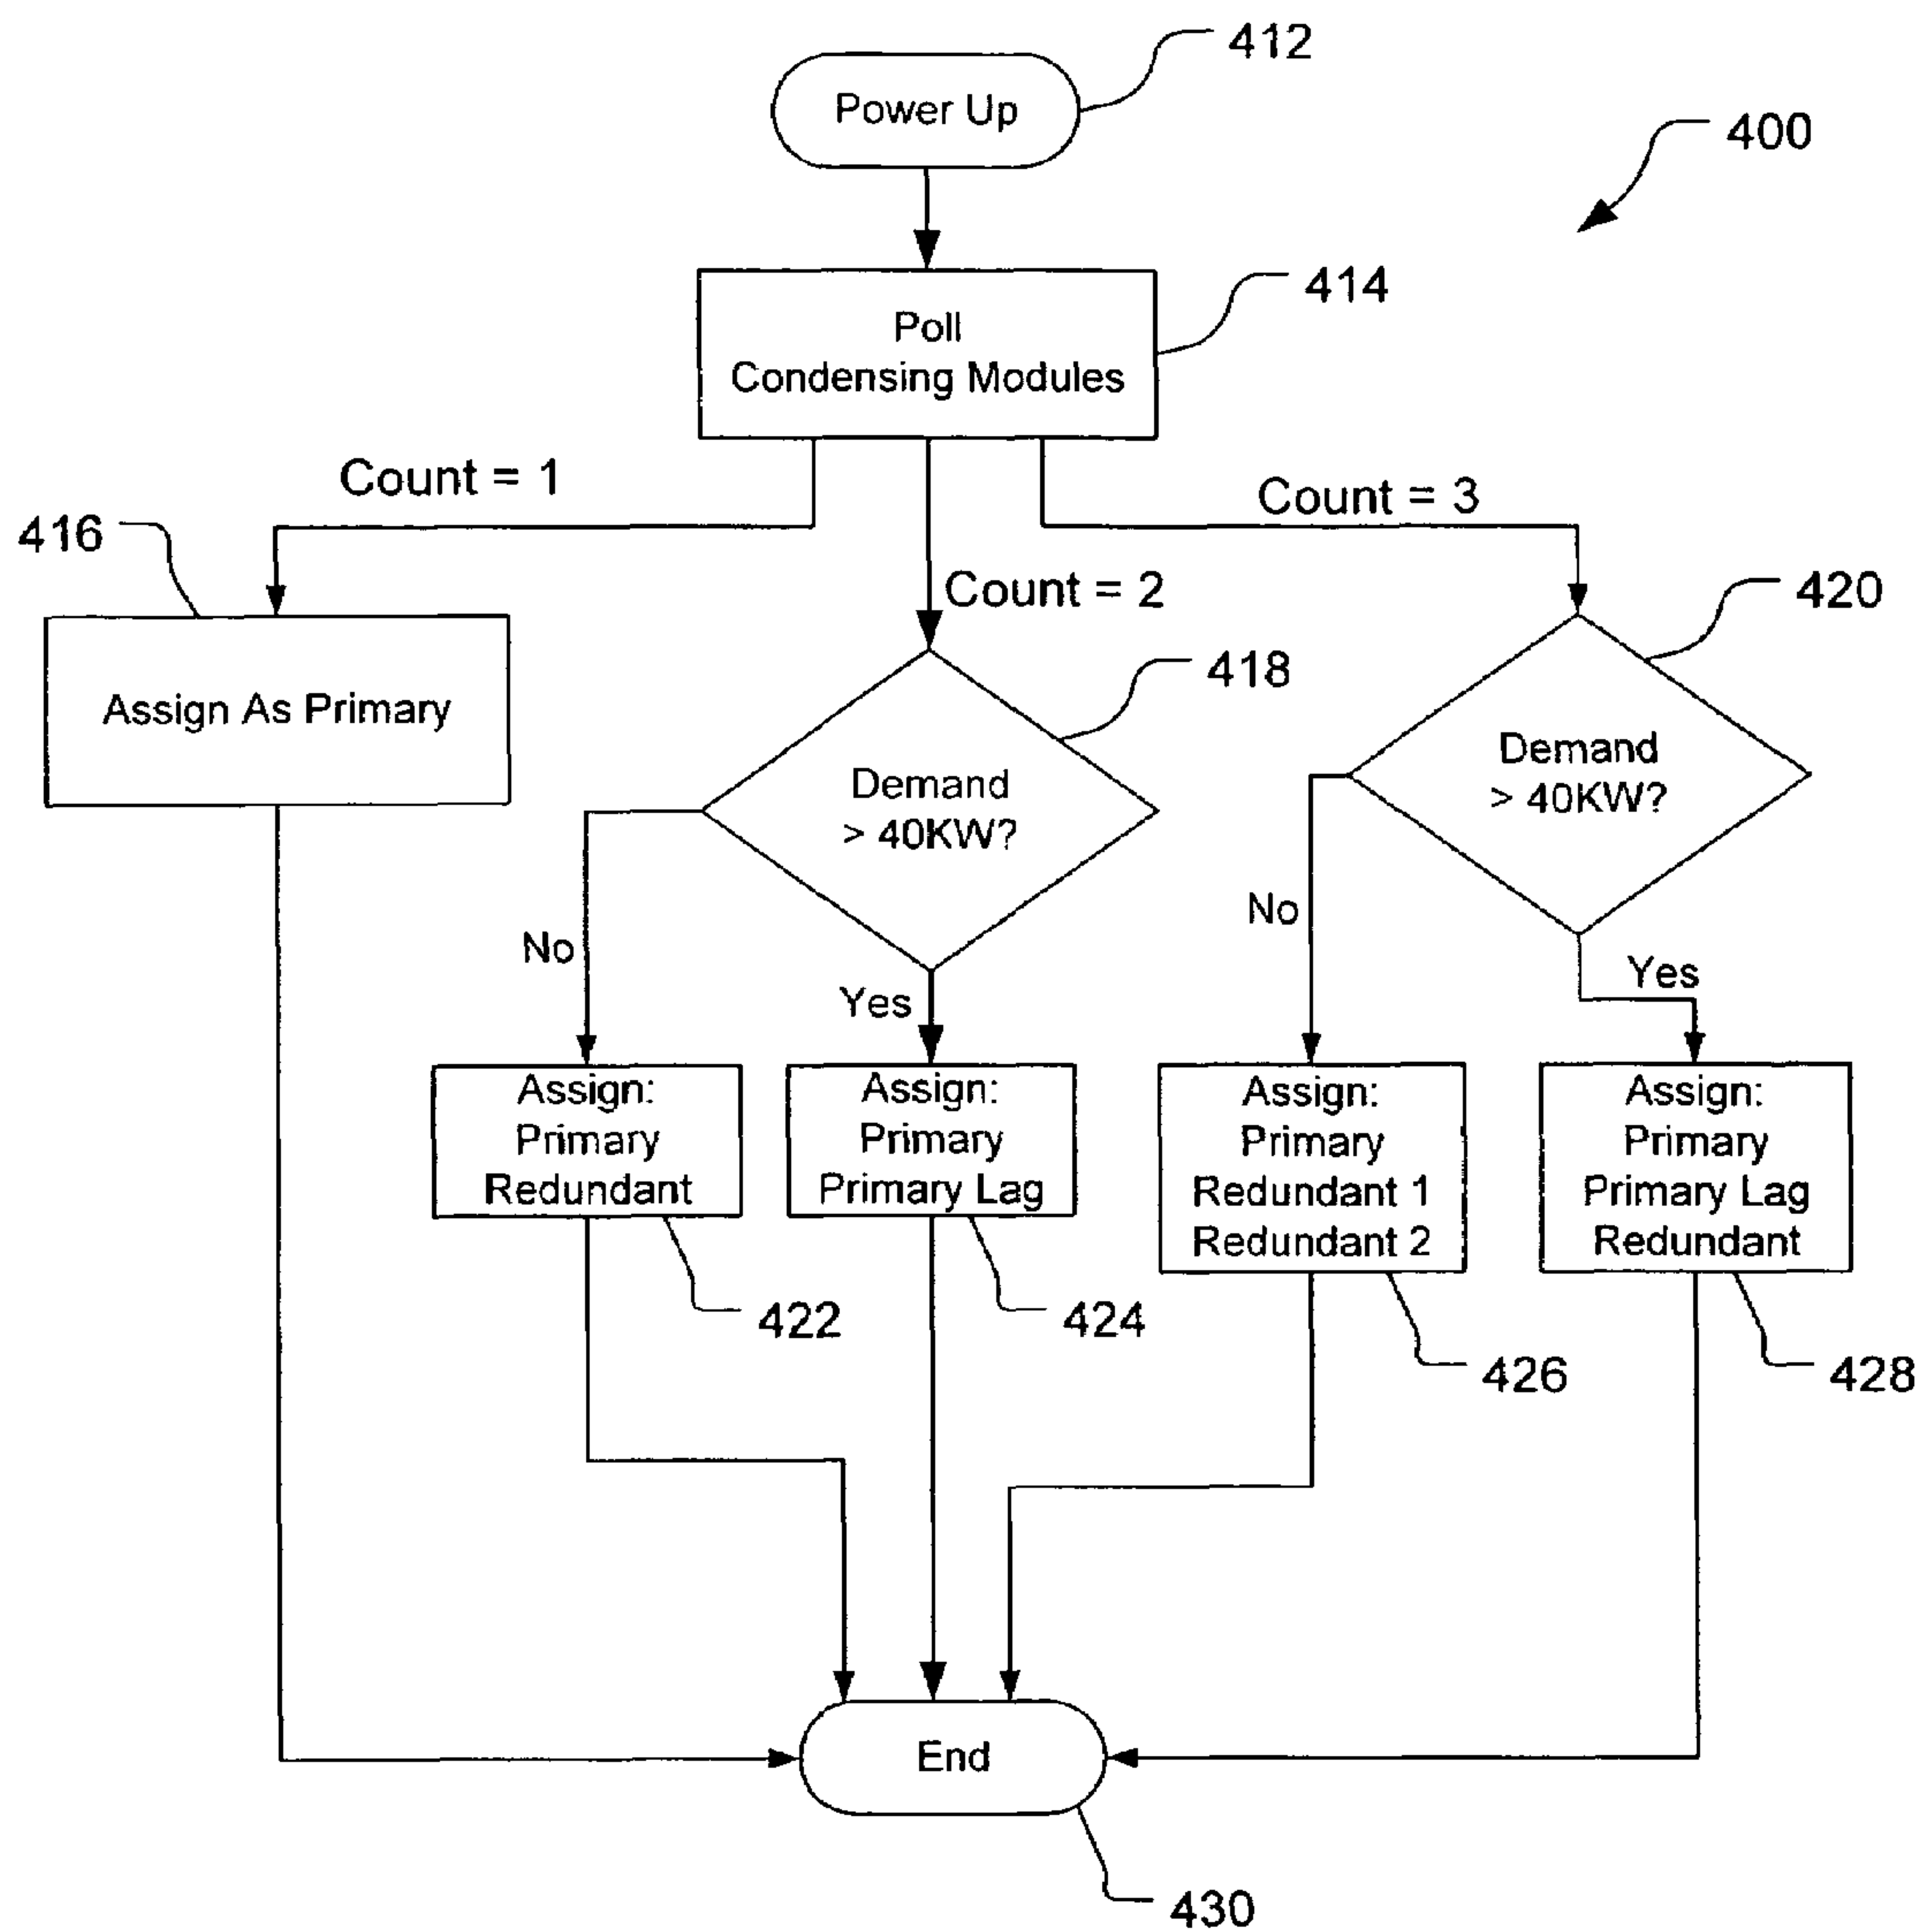 412
Power Up
400
414
Poll
Condensing Modules
Count = 1
Count = 3
416
Count = 2
420
418
Assign As Primary
Demand
> 40KW?
Demand
> 40KW?
No
Yes
No
Yes
Assign:
Primary
Redundant
Assign:
Primary
Primary Lag
Assign:
Primary
Redundant 1
Redundant 2
Assign:
Primary
Primary Lag
Redundant
422
424
426
428
End
430